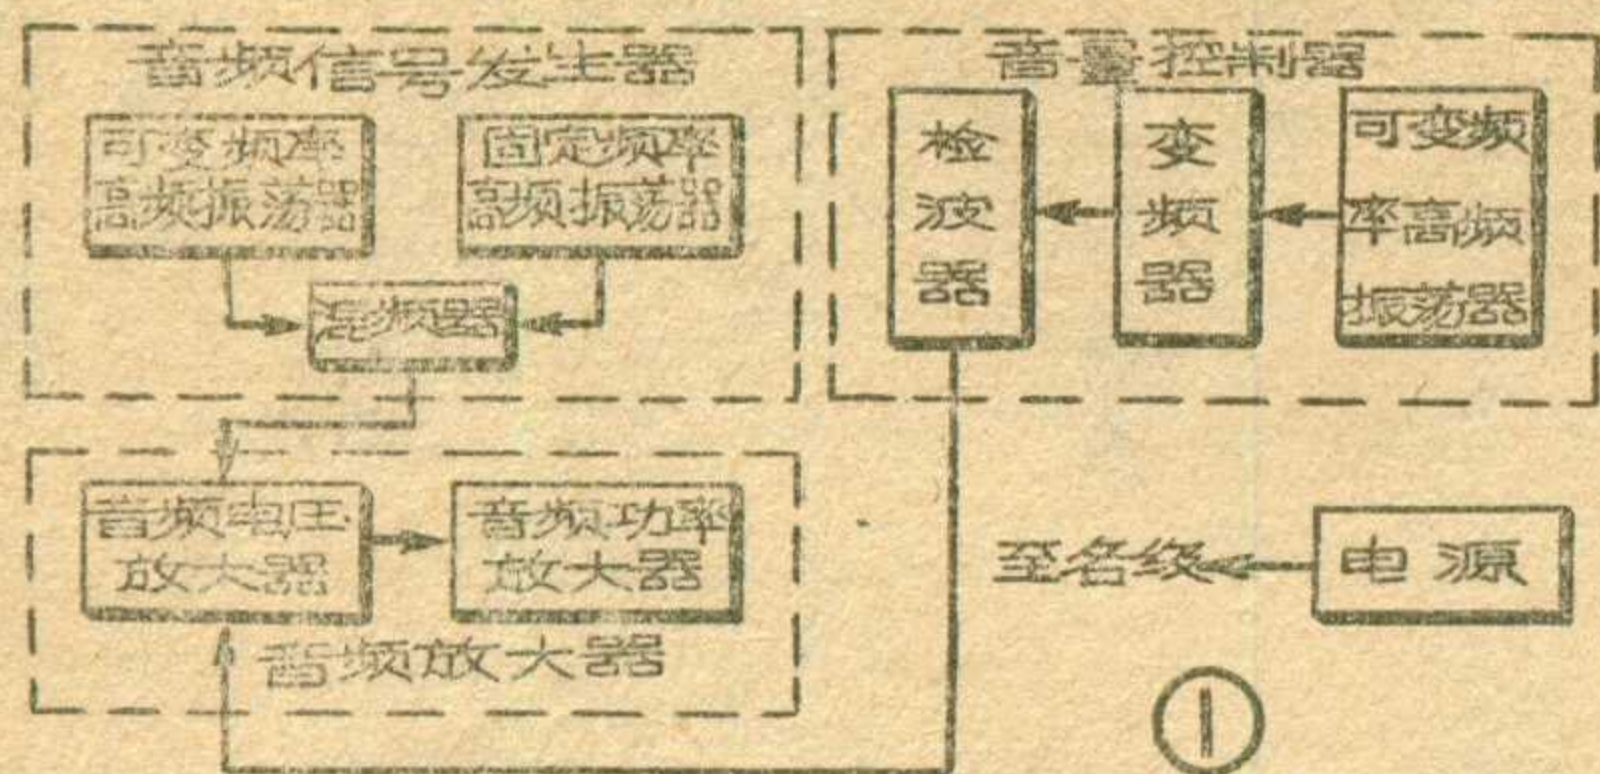 音频信号发生器
可变频率
高频振荡器
固定频率
高频振荡器
混频器
音量控制器
检
波
器
变
频
器
可变频
率高频
振荡器
音频电压
放大器
音频功率
放大器
音频放大器
至各级
电源
①